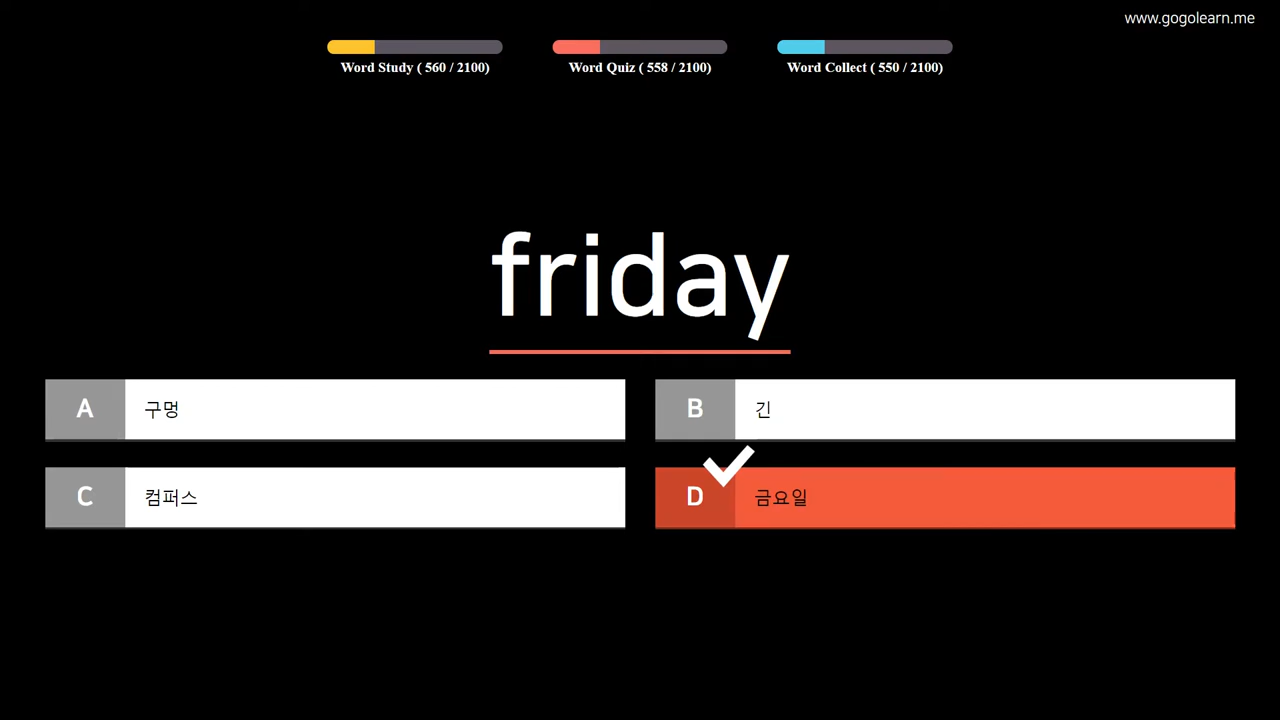 www.gogolearn.me
Word Study ( 560 / 2100)
Word Quiz ( 558 / 2100)
Word Collect ( 550 / 2100)
friday
A 구멍
B 긴
C 컴퍼스
D 금요일